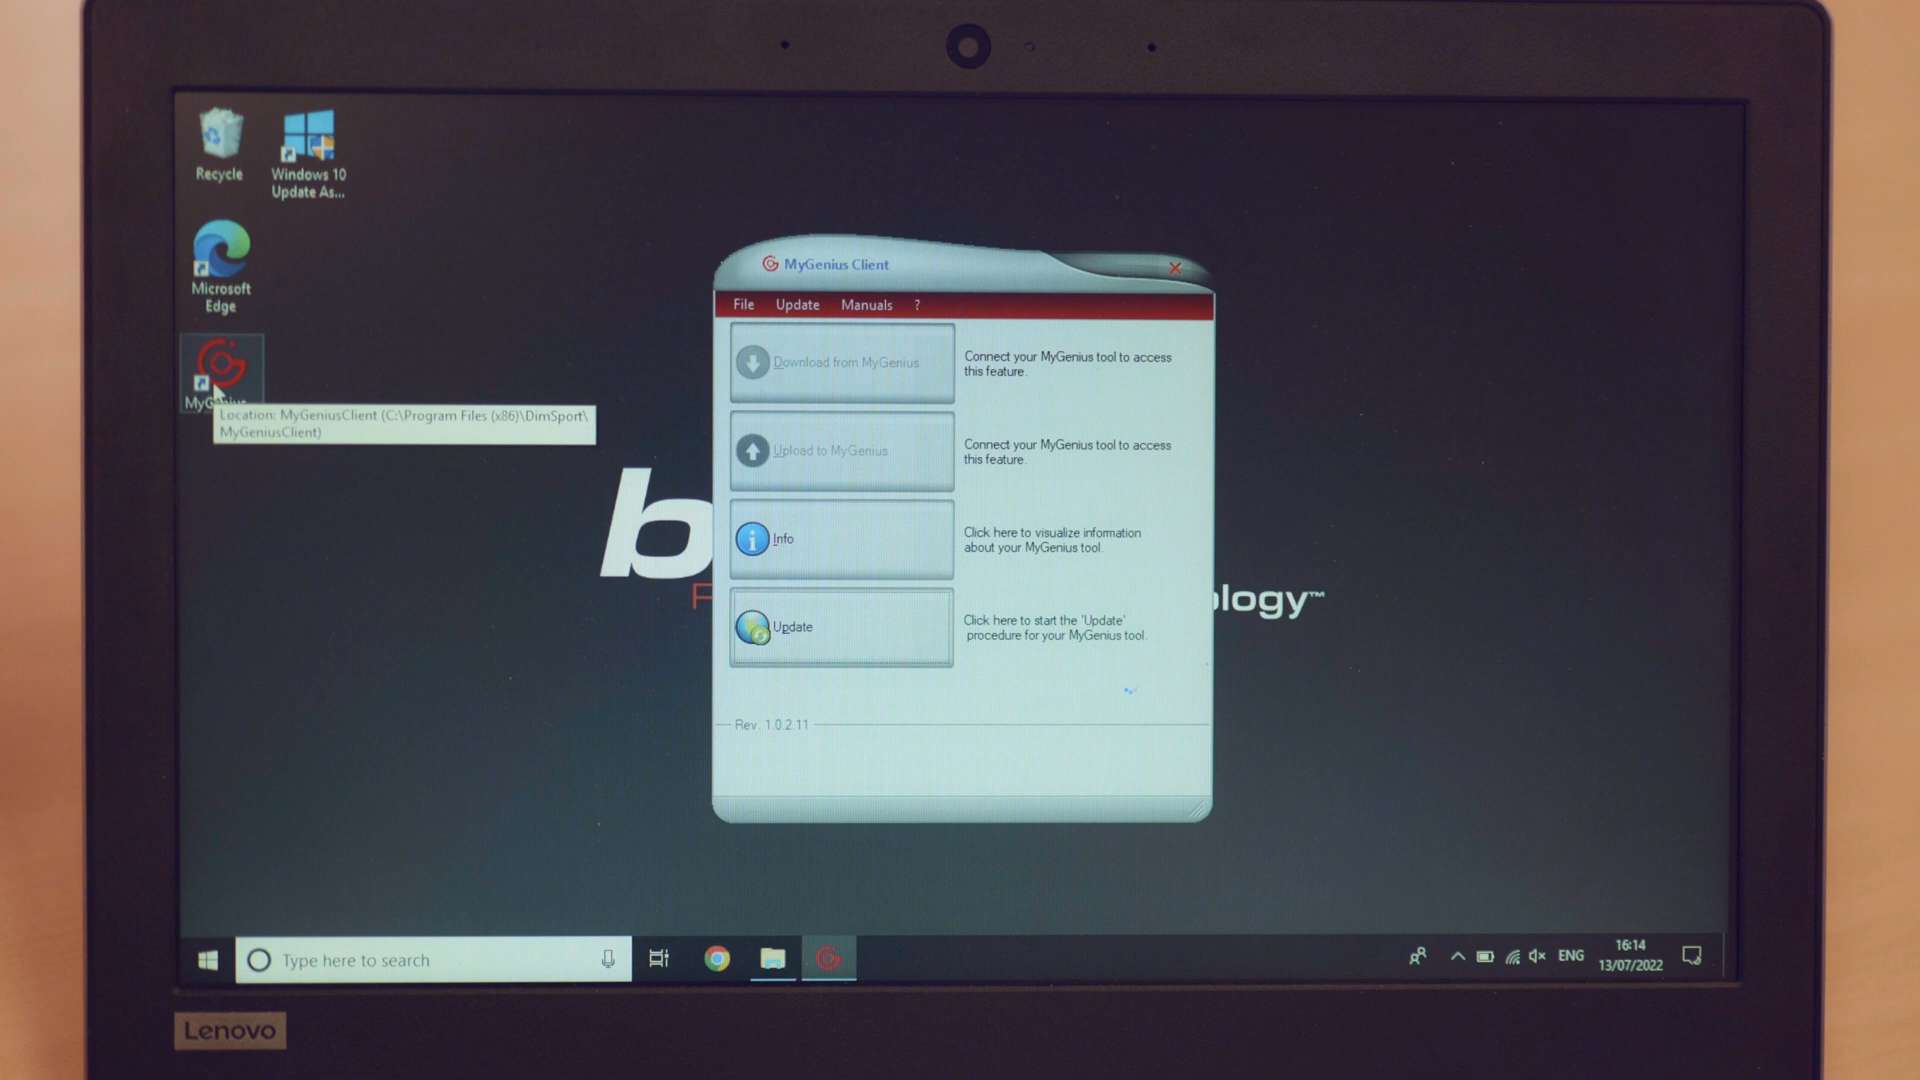 Recycle
Windows 10
Update As...
Microsoft
Edge
Location: MyGeniusClient (C:\Program Files (x86)\DimSport\
MyGeniusClient)
MyGenius Client
File Update Manuals ?
Download from MyGenius
Connect your MyGenius tool to access
this feature.
Upload to MyGenius
Connect your MyGenius tool to access
this feature.
Info
Click here to visualize information
about your MyGenius tool.
Update
Click here to start the 'Update'
procedure for your MyGenius tool.
Rev. 1.0.2.11
b
F
ology™
Type here to search
ENG
16:14
13/07/2022
Lenovo